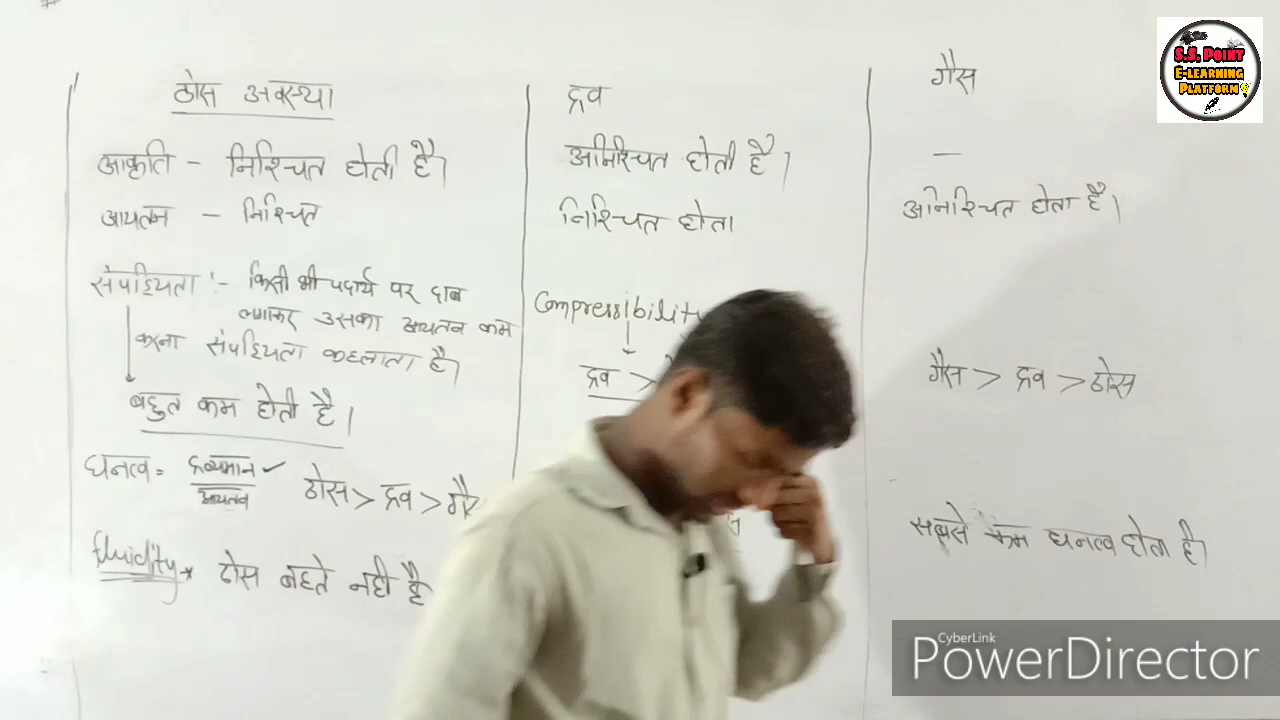 ठोस अवस्था
आकृति - निश्चित होती है।
आयतन - निश्चित
संपीड्यता :- किसी भी पदार्थ पर दाब
लगाकर उसका आयतन कम
करना संपीड्यता कहलाता है।
बहुत कम होती है।
घनत्व = द्रव्यमान
आयतन
ठोस > द्रव > गैस
fluidity * ठोस बहते नही है
द्रव
अनिश्चित होती है।
निश्चित होता
Compressibility
द्रव >
गैस
-
अनिश्चित होता है।
गैस > द्रव > ठोस
सबसे कम घनत्व होता है।
S.S. POINT
E-LEARNING
PLATFORM
CyberLink
PowerDirector